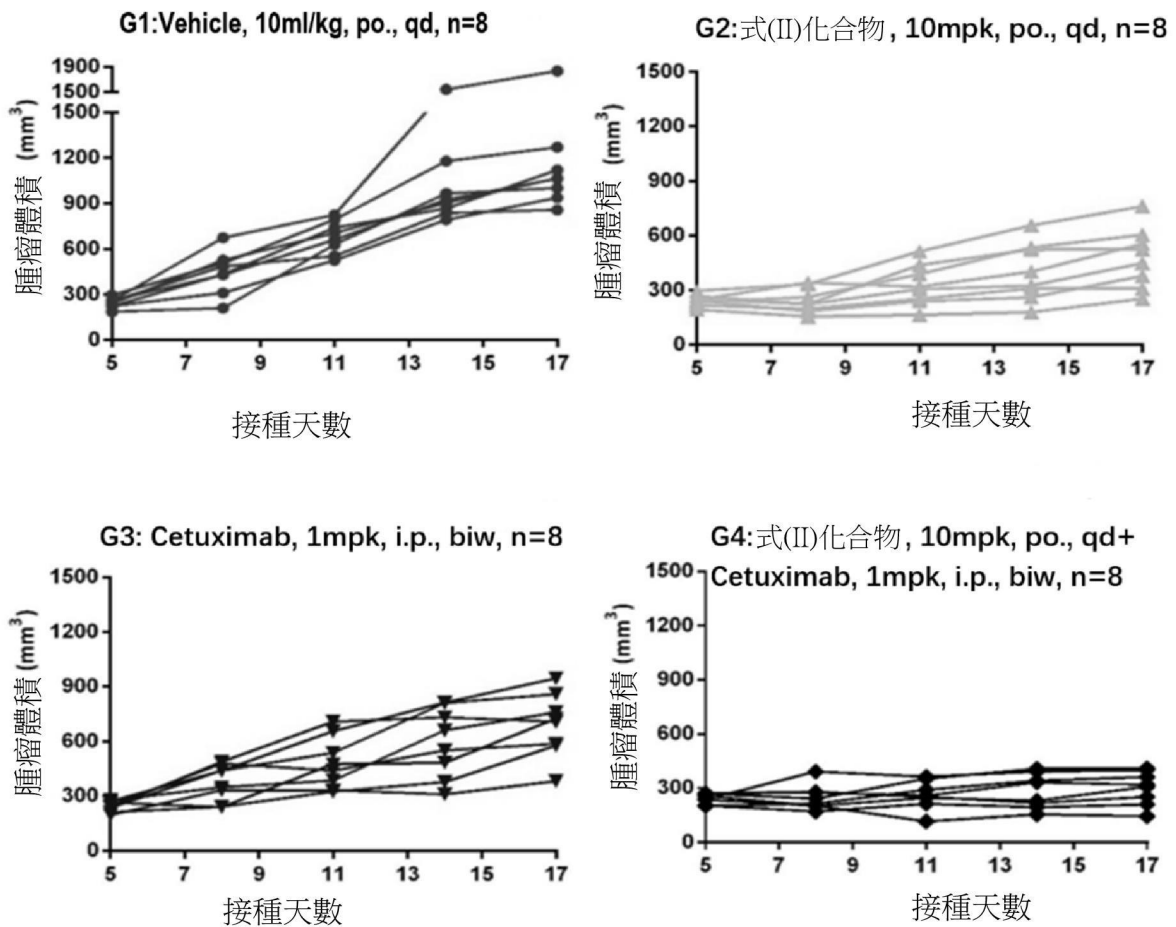 G1:Vehicle, 10ml/kg, po., qd, n=8
1900
1500
1500
1200
900
600
300
0
腫瘤體積 (mm³)
5 7 9 11 13 15 17
接種天數
G2:式(II)化合物, 10mpk, po., qd, n=8
1500
1200
900
600
300
0
腫瘤體積 (mm³)
5 7 9 11 13 15 17
接種天數
G3: Cetuximab, 1mpk, i.p., biw, n=8
1500
1200
900
600
300
0
腫瘤體積 (mm³)
5 7 9 11 13 15 17
接種天數
G4:式(II)化合物, 10mpk, po., qd+
Cetuximab, 1mpk, i.p., biw, n=8
1500
1200
900
600
300
0
腫瘤體積 (mm³)
5 7 9 11 13 15 17
接種天數